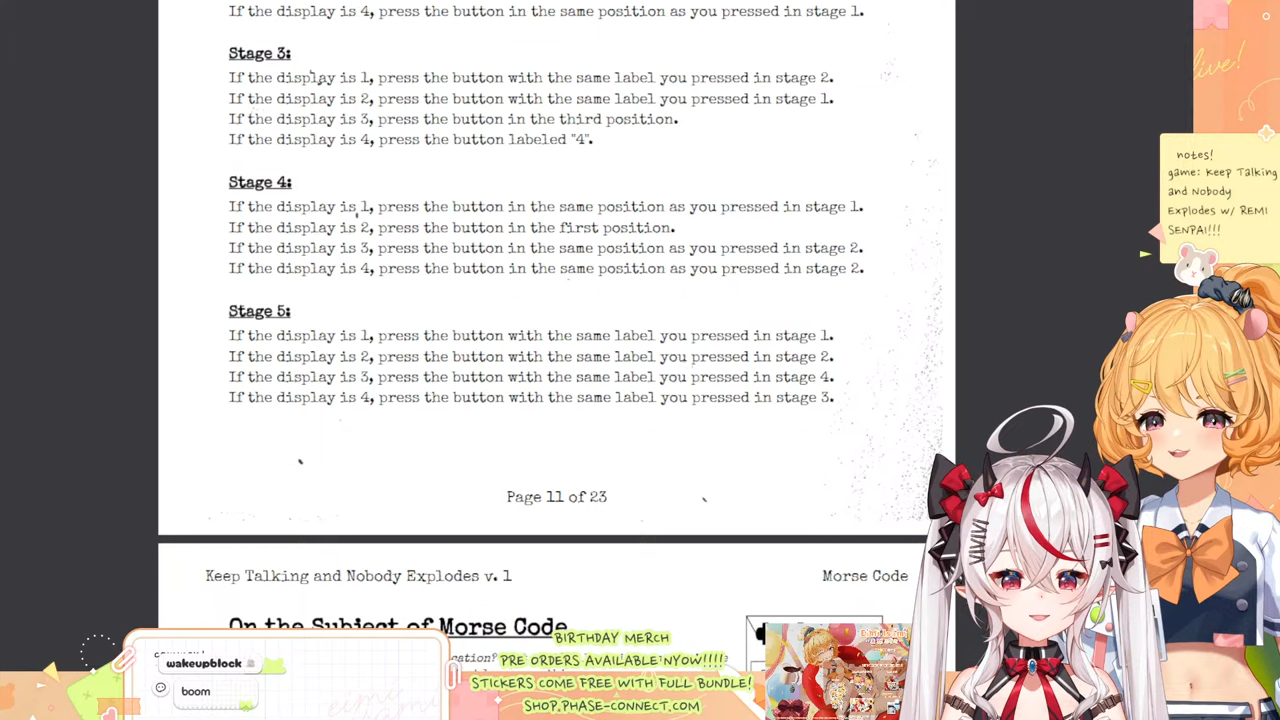 If the display is 4, press the button in the same position as you pressed in stage 1.
Stage 3:
If the display is 1, press the button with the same label you pressed in stage 2.
If the display is 2, press the button with the same label you pressed in stage 1.
If the display is 3, press the button in the third position.
If the display is 4, press the button labeled "4".
Stage 4:
If the display is 1, press the button in the same position as you pressed in stage 1.
If the display is 2, press the button in the first position.
If the display is 3, press the button in the same position as you pressed in stage 2.
If the display is 4, press the button in the same position as you pressed in stage 2.
Stage 5:
If the display is 1, press the button with the same label you pressed in stage 1.
If the display is 2, press the button with the same label you pressed in stage 2.
If the display is 3, press the button with the same label you pressed in stage 4.
If the display is 4, press the button with the same label you pressed in stage 3.
Page 11 of 23
Keep Talking and Nobody Explodes v. 1
Morse Code
On the Subject of Morse Code
live!
notes!
game: Keep Talking
and Nobody
Explodes w/ REMI
SENPAI!!!
wakeupblock
boom
BIRTHDAY MERCH
PRE ORDERS AVAILABLE NYOW!!!!
STICKERS COME FREE WITH FULL BUNDLE!
SHOP.PHASE-CONNECT.COM